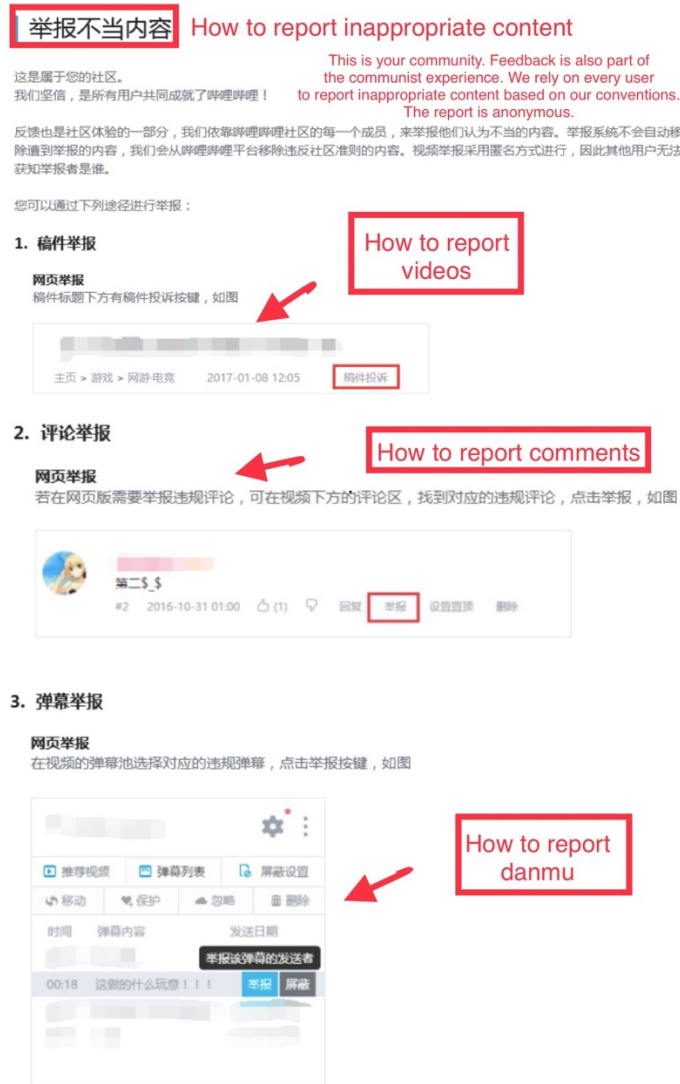 举报不当内容 How to report inappropriate content
这是属于您的社区。
我们坚信，是所有用户共同成就了哔哩哔哩！
This is your community. Feedback is also part of
the communist experience. We rely on every user
to report inappropriate content based on our conventions.
The report is anonymous.
反馈也是社区体验的一部分，我们依靠哔哩哔哩社区的每一个成员，来举报他们认为不当的内容。举报系统不会自动移
除遭到举报的内容，我们会从哔哩哔哩平台移除违反社区准则的内容。视频举报采用匿名方式进行，因此其他用户无法
获知举报者是谁。
您可以通过下列途径进行举报：
1. 稿件举报
How to report
videos
网页举报
稿件标题下方有稿件投诉按键，如图
主页 > 游戏 > 网游·电竞 2017-01-08 12:05 稿件投诉
2. 评论举报
How to report comments
网页举报
若在网页版需要举报违规评论，可在视频下方的评论区，找到对应的违规评论，点击举报，如图
第二$_$
#2 2016-10-31 01:00 (1) 回复 举报 设置置顶 删除
3. 弹幕举报
网页举报
在视频的弹幕池选择对应的违规弹幕，点击举报按键，如图
How to report
danmu
推荐视频 弹幕列表 屏蔽设置
移动 保护 忽略 删除
时间 弹幕内容 发送日期
举报该弹幕的发送者
00:18 这做的什么玩意！！！ 举报 屏蔽